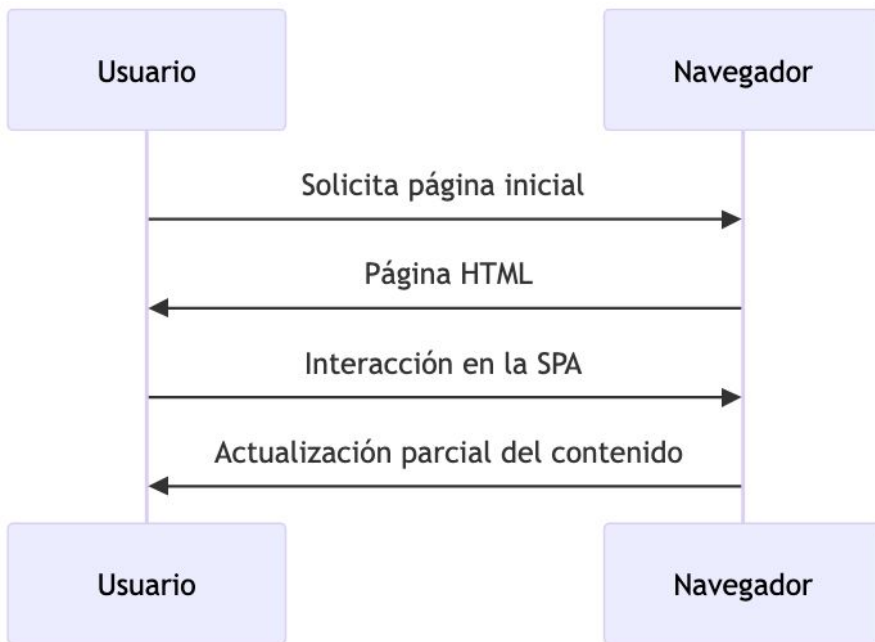 Usuario
Navegador
Solicita página inicial
Página HTML
Interacción en la SPA
Actualización parcial del contenido
Usuario
Navegador